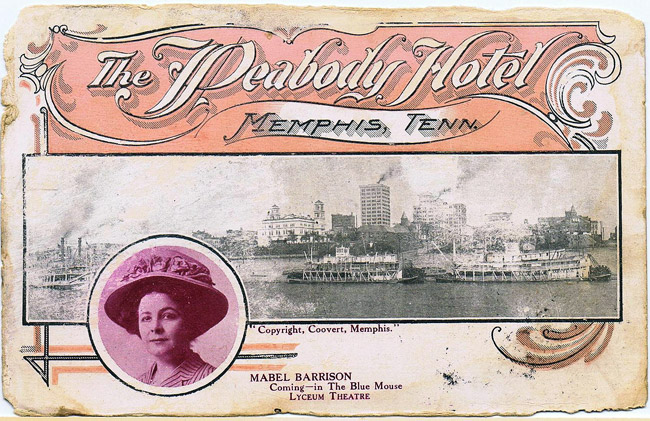 The Peabody Hotel
MEMPHIS, TENN.
"Copyright, Coovert, Memphis."
MABEL BARRISON
Coming—in The Blue Mouse
LYCEUM THEATRE